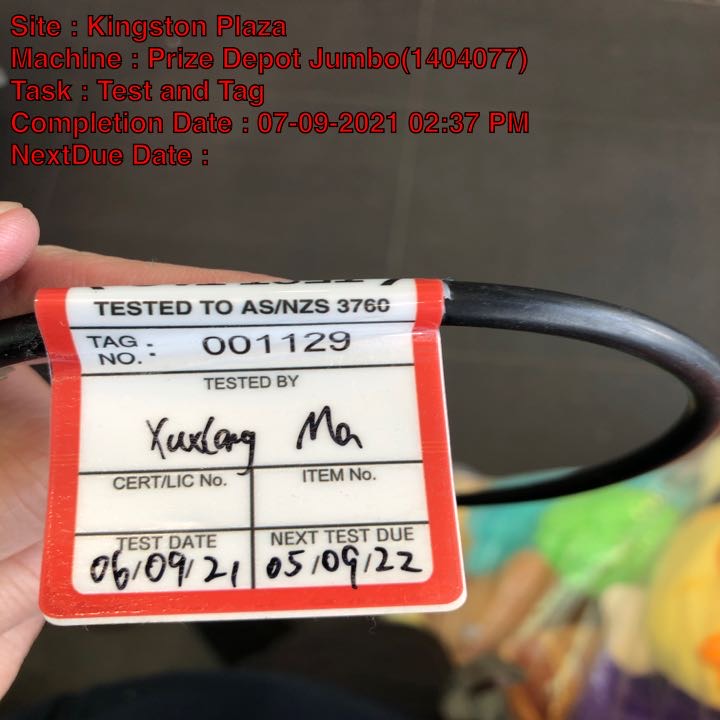 Site : Kingston Plaza
Machine : Prize Depot Jumbo(1404077)
Task : Test and Tag
Completion Date : 07-09-2021 02:37 PM
NextDue Date :
TESTED TO AS/NZS 3760
TAG NO. : 001129
TESTED BY
Ma
CERT/LIC No. ITEM No.
TEST DATE NEXT TEST DUE
06/09/21 05/09/22